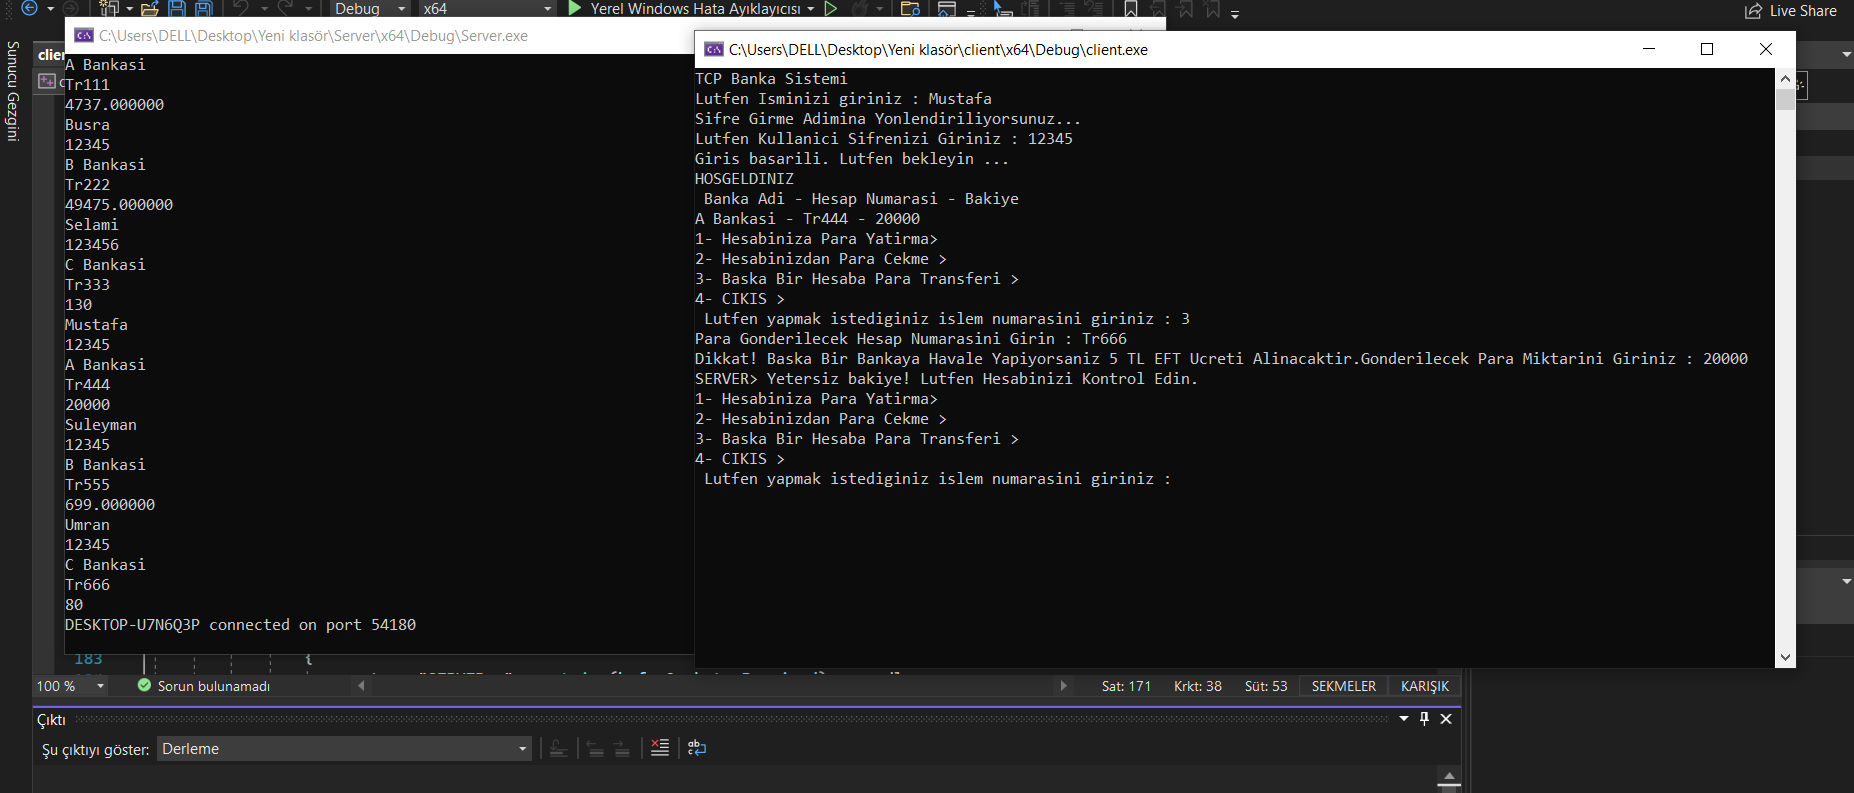 Debug
x64
Yerel Windows Hata Ayıklayıcısı
Live Share
Sunucu Gezgini
C:\Users\DELL\Desktop\Yeni klasör\Server\x64\Debug\Server.exe
A Bankasi
Tr111
4737.000000
Busra
12345
B Bankasi
Tr222
49475.000000
Selami
123456
C Bankasi
Tr333
130
Mustafa
12345
A Bankasi
Tr444
20000
Suleyman
12345
B Bankasi
Tr555
699.000000
Umran
12345
C Bankasi
Tr666
80
DESKTOP-U7N6Q3P connected on port 54180
C:\Users\DELL\Desktop\Yeni klasör\client\x64\Debug\client.exe
TCP Banka Sistemi
Lutfen Isminizi giriniz : Mustafa
Sifre Girme Adimina Yonlendiriliyorsunuz...
Lutfen Kullanici Sifrenizi Giriniz : 12345
Giris basarili. Lutfen bekleyin ...
HOSGELDINIZ
Banka Adi - Hesap Numarasi - Bakiye
A Bankasi - Tr444 - 20000
1- Hesabiniza Para Yatirma>
2- Hesabinizdan Para Cekme >
3- Baska Bir Hesaba Para Transferi >
4- CIKIS >
Lutfen yapmak istediginiz islem numarasini giriniz : 3
Para Gonderilecek Hesap Numarasini Girin : Tr666
Dikkat! Baska Bir Bankaya Havale Yapiyorsaniz 5 TL EFT Ucreti Alinacaktir.Gonderilecek Para Miktarini Giriniz : 20000
SERVER> Yetersiz bakiye! Lutfen Hesabinizi Kontrol Edin.
1- Hesabiniza Para Yatirma>
2- Hesabinizdan Para Cekme >
3- Baska Bir Hesaba Para Transferi >
4- CIKIS >
Lutfen yapmak istediginiz islem numarasini giriniz :
183 {
100 % Sorun bulunamadı Sat: 171 Krkt: 38 Süt: 53 SEKMELER KARIŞIK
Çıktı
Şu çıktıyı göster: Derleme